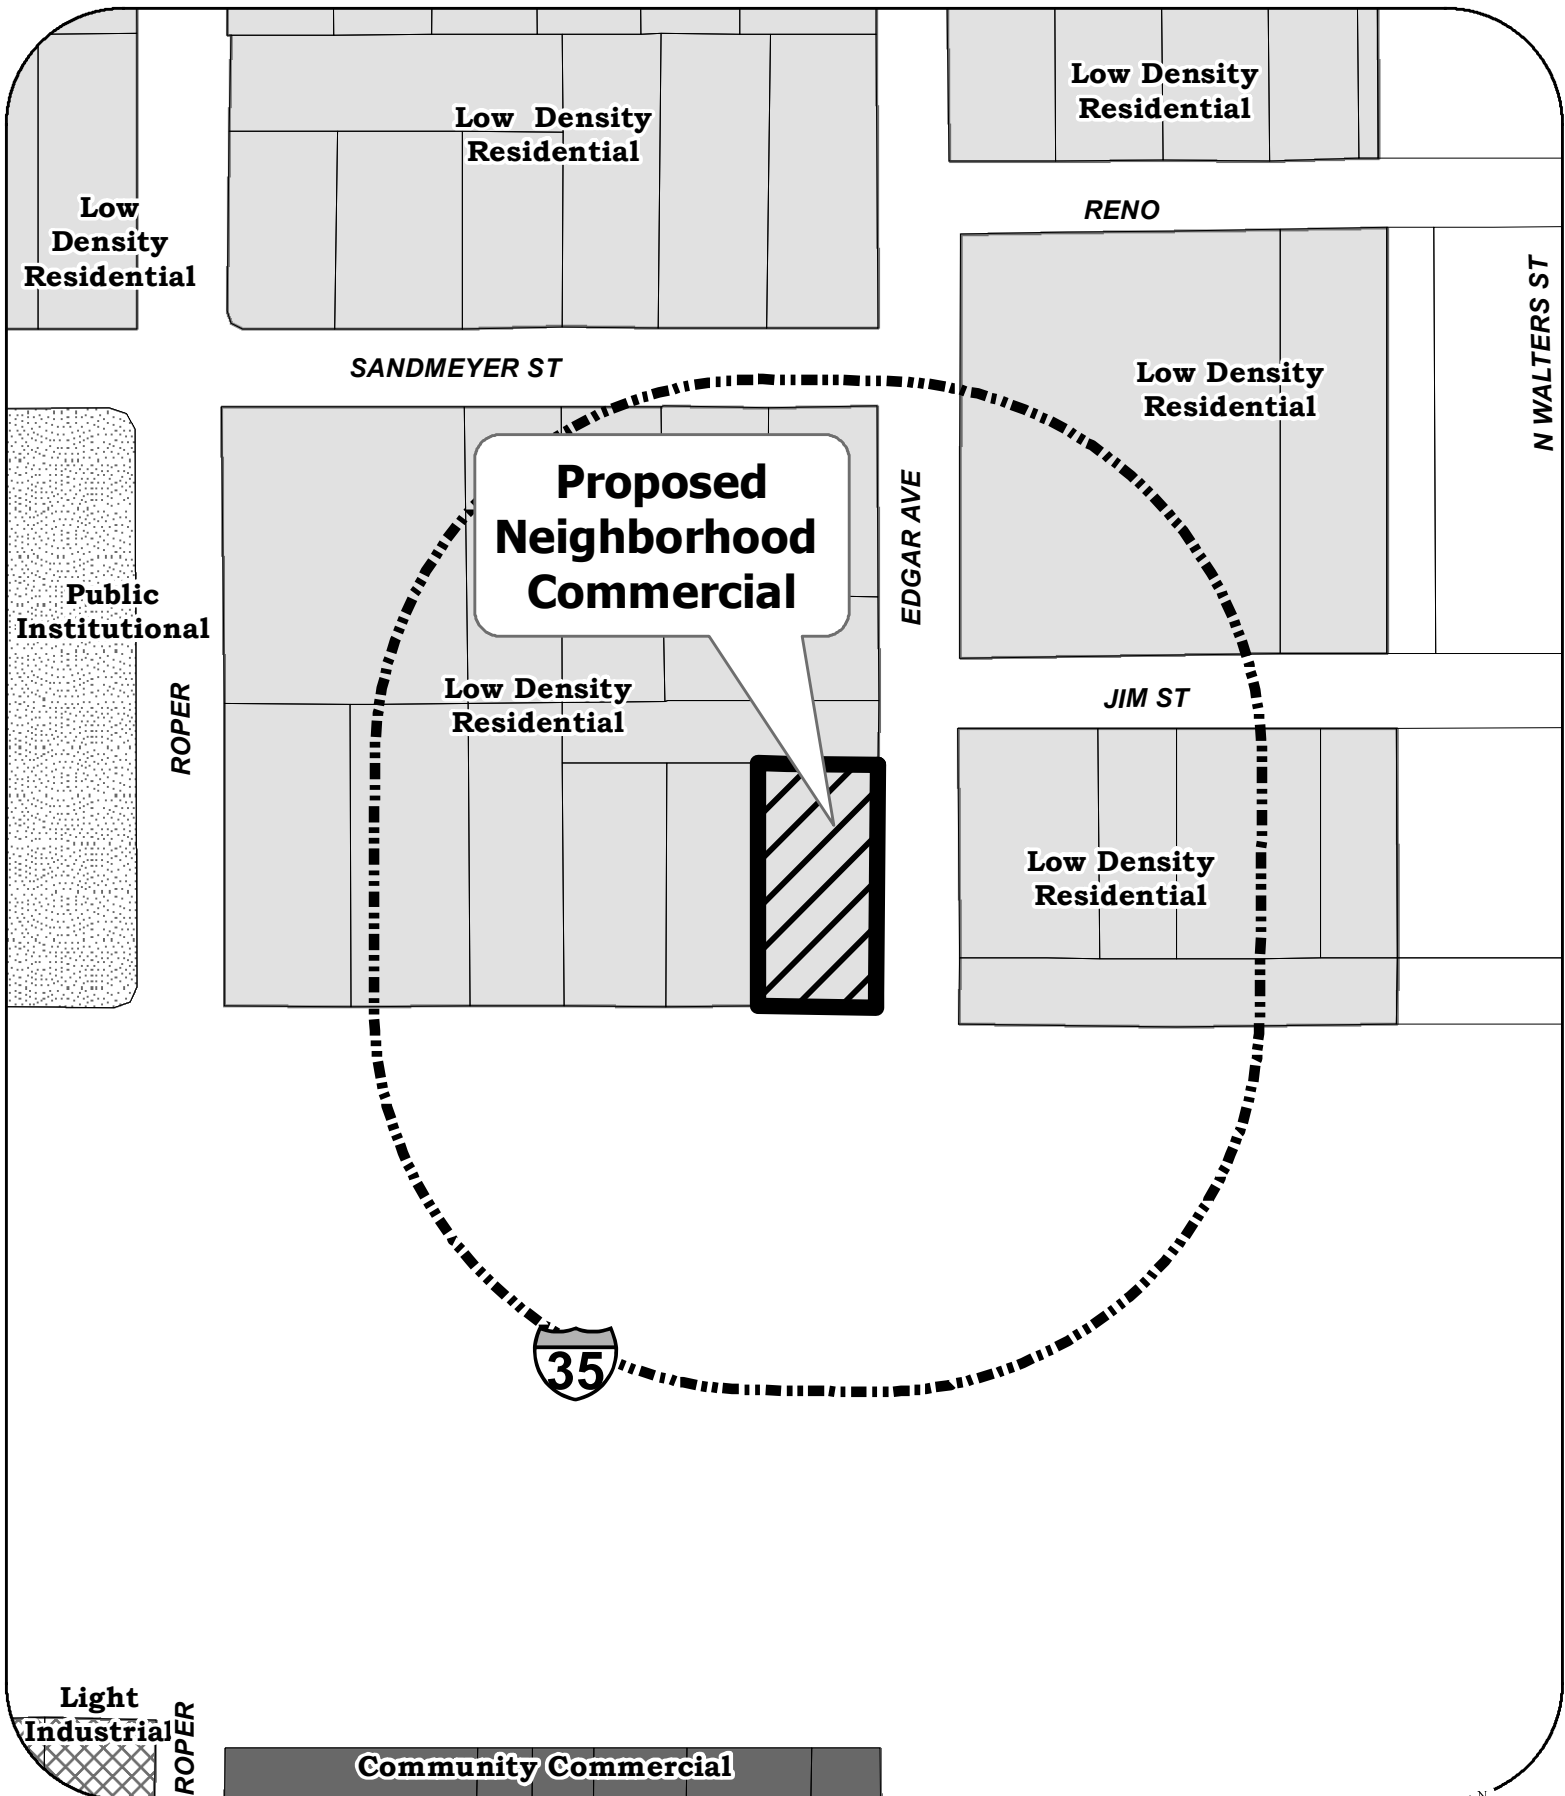 Low Density
Residential
Low Density
Residential
Low
Density
Residential
RENO
N WALTERS ST
SANDMEYER ST
Low Density
Residential
Proposed
Neighborhood
Commercial
EDGAR AVE
Public
Institutional
ROPER
Low Density
Residential
JIM ST
Low Density
Residential
35
Light
Industrial
ROPER
Community Commercial